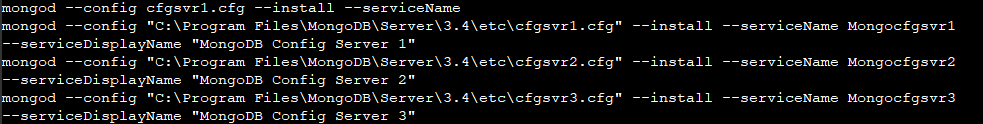 mongod --config cfgsvr1.cfg --install --serviceName
mongod --config "C:\Program Files\MongoDB\Server\3.4\etc\cfgsvr1.cfg" --install --serviceName Mongocfgsvr1
--serviceDisplayName "MongoDB Config Server 1"
mongod --config "C:\Program Files\MongoDB\Server\3.4\etc\cfgsvr2.cfg" --install --serviceName Mongocfgsvr2
--serviceDisplayName "MongoDB Config Server 2"
mongod --config "C:\Program Files\MongoDB\Server\3.4\etc\cfgsvr3.cfg" --install --serviceName Mongocfgsvr3
--serviceDisplayName "MongoDB Config Server 3"